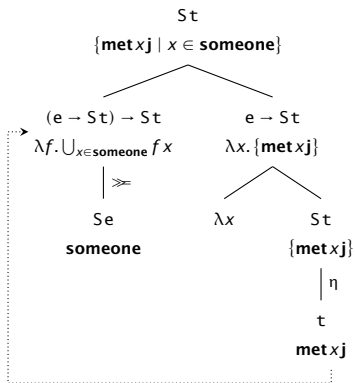 St
{met x j | x ∈ someone}
(e → St) → St
e → St
λf. ⋃x∈someone f x
λx. {met x j}
≫=
Se
λx
St
someone
{met x j}
η
t
met x j